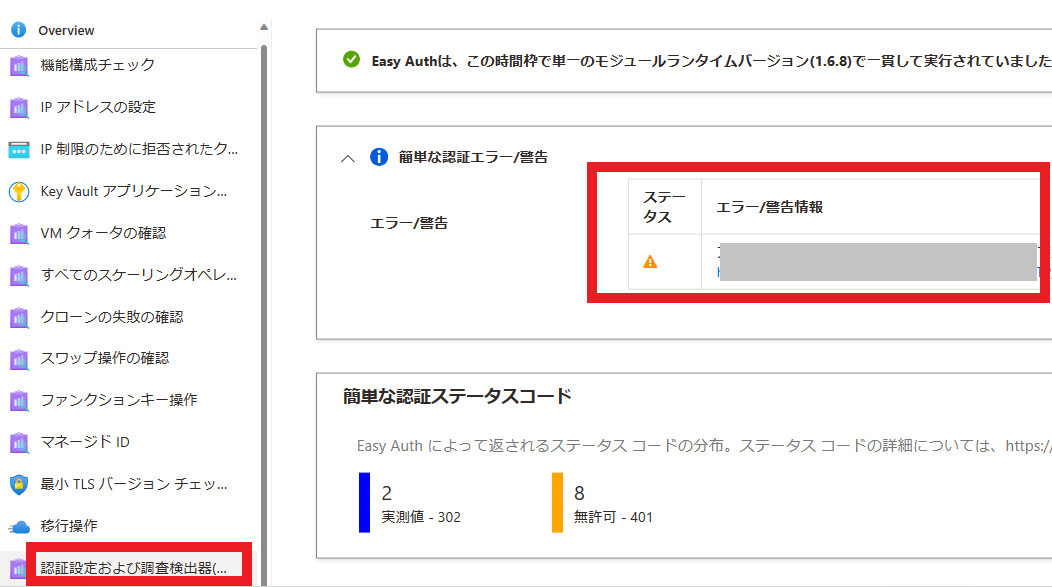 Overview
機能構成チェック
IP アドレスの設定
IP 制限のために拒否されたク...
Key Vault アプリケーション...
VM クォータの確認
すべてのスケーリングオペレ...
クローンの失敗の確認
スワップ操作の確認
ファンクションキー操作
マネージド ID
最小 TLS バージョン チェッ...
移行操作
認証設定および調査検出器(...
Easy Authは、この時間枠で単一のモジュールランタイムバージョン(1.6.8)で一貫して実行されていました
簡単な認証エラー/警告
エラー/警告
ステー
タス
エラー/警告情報
簡単な認証ステータスコード
Easy Auth によって返されるステータス コードの分布。ステータス コードの詳細については、https:/
2
実測値 - 302
8
無許可 - 401